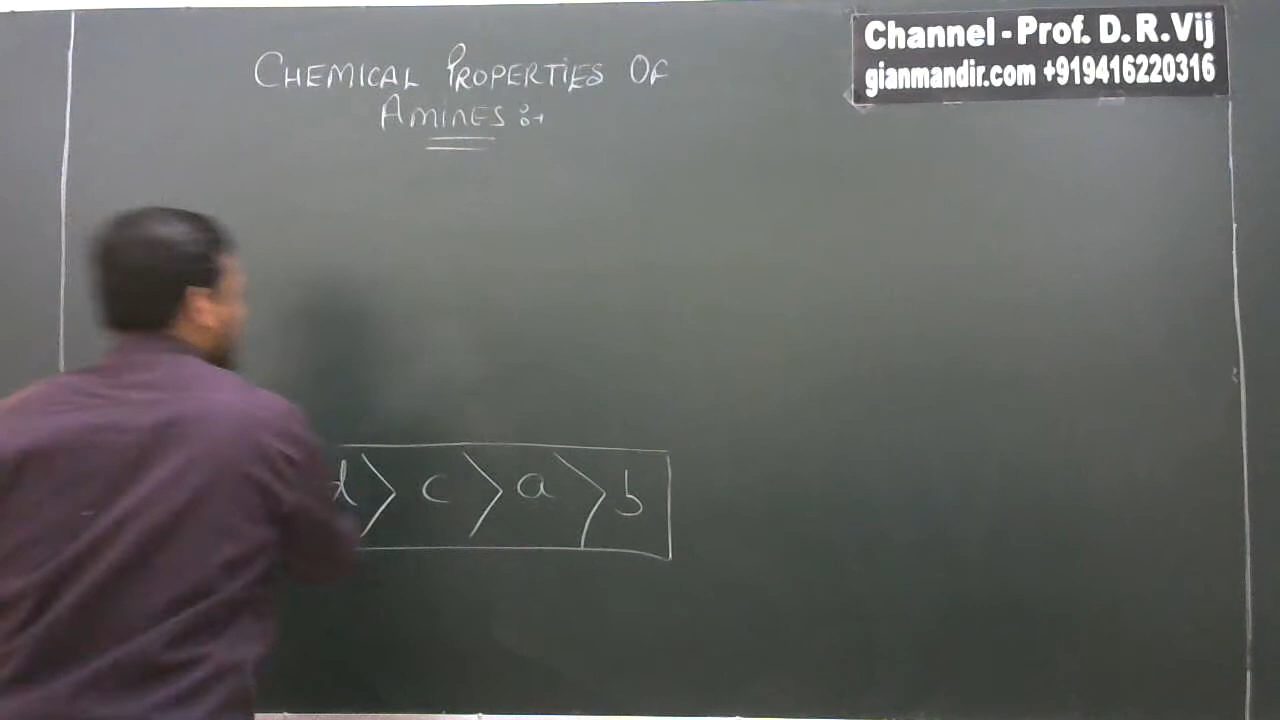 Channel - Prof. D. R. Vij
gianmandir.com +919416220316
CHEMICAL PROPERTIES OF
AMINES :-
d > c > a > b